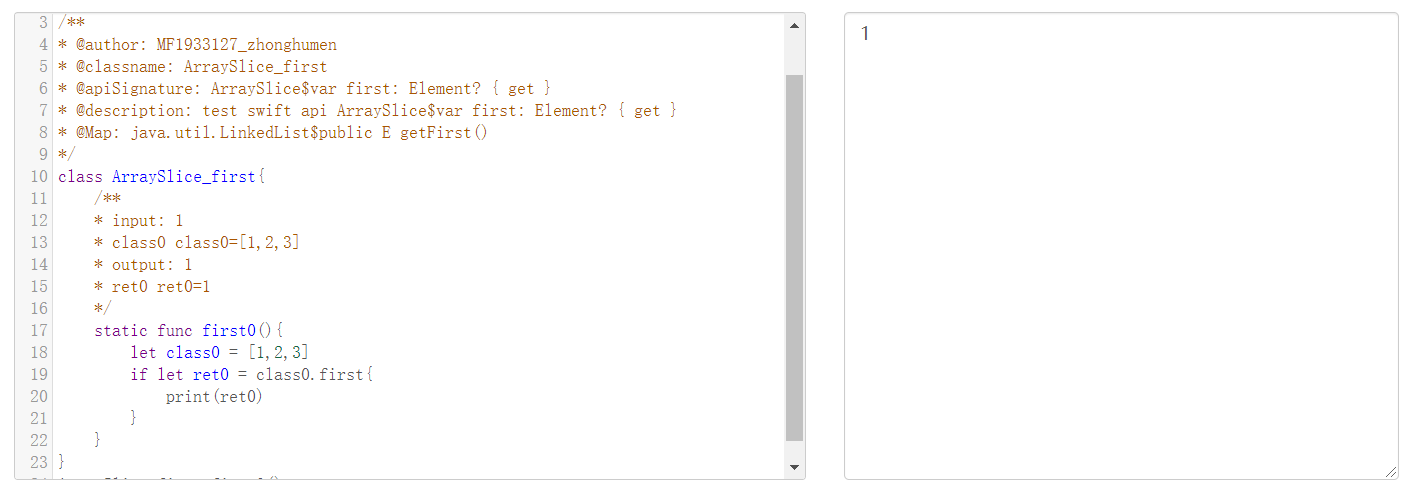 3 /**
4 * @author: MF1933127_zhonghumen
5 * @classname: ArraySlice_first
6 * @apiSignature: ArraySlice$var first: Element? { get }
7 * @description: test swift api ArraySlice$var first: Element? { get }
8 * @Map: java.util.LinkedList$public E getFirst()
9 */
10 class ArraySlice_first{
11     /**
12     * input: 1
13     * class0 class0=[1,2,3]
14     * output: 1
15     * ret0 ret0=1
16     */
17     static func first0(){
18         let class0 = [1,2,3]
19         if let ret0 = class0.first{
20             print(ret0)
21         }
22     }
23 }
1